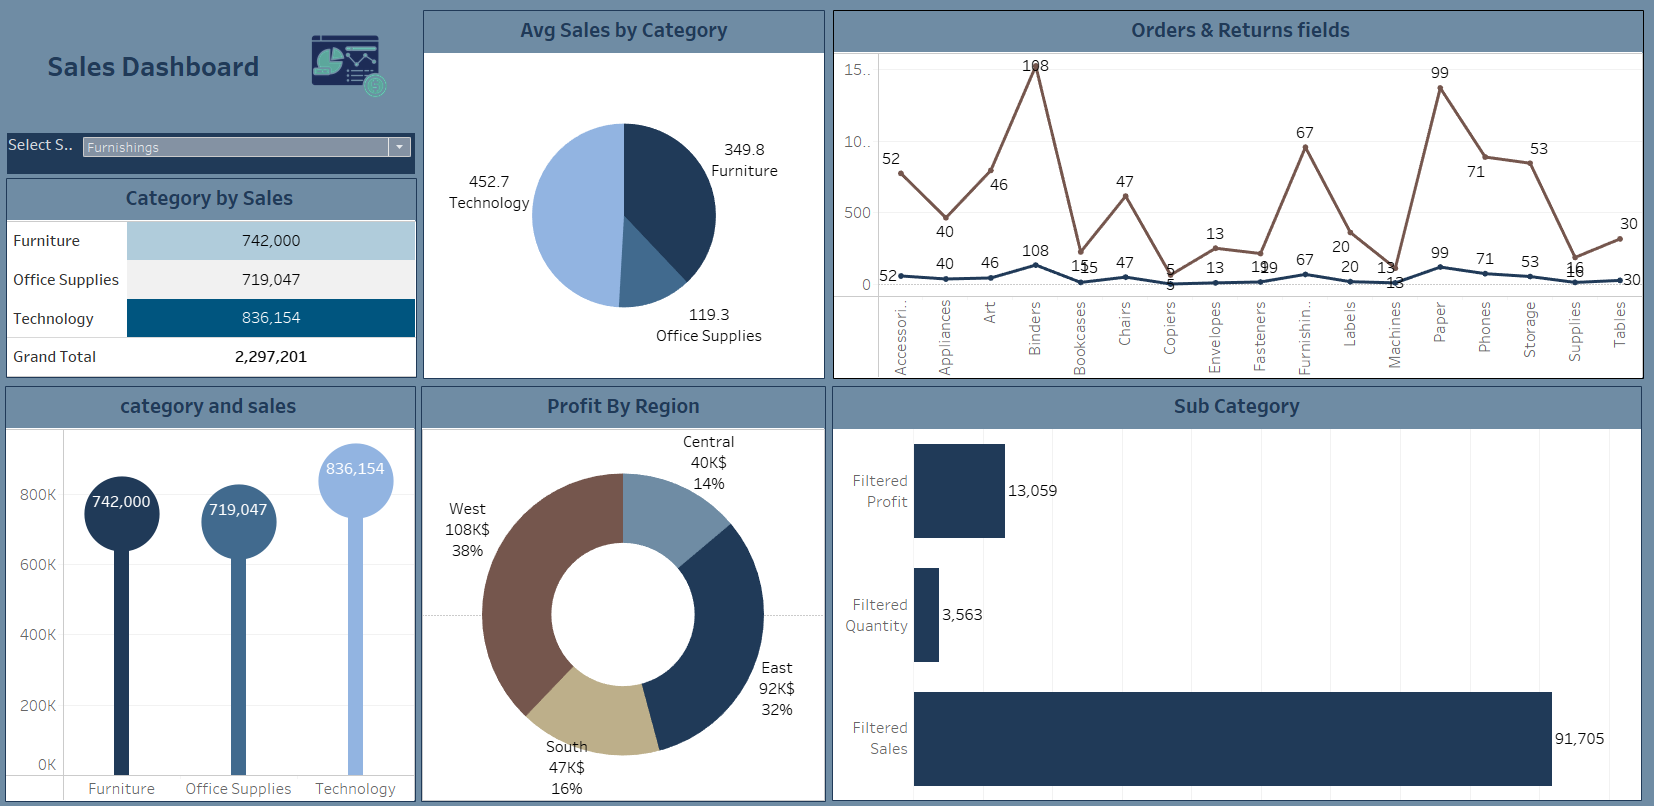 Sales Dashboard
Select S..
Furnishings
Category by Sales
Furniture 742,000
Office Supplies 719,047
Technology 836,154
Grand Total 2,297,201
Avg Sales by Category
349.8
Furniture
452.7
Technology
119.3
Office Supplies
Orders & Returns fields
15..
10..
500
0
52
40
46
108
15
47
5
13
19
67
20
13
99
71
53
16
30
52
40
46
108
15
47
5
13
19
67
20
13
99
71
53
16
30
Accessori..
Appliances
Art
Binders
Bookcases
Chairs
Copiers
Envelopes
Fasteners
Furnishin..
Labels
Machines
Paper
Phones
Storage
Supplies
Tables
category and sales
800K
600K
400K
200K
0K
742,000
719,047
836,154
Furniture
Office Supplies
Technology
Profit By Region
Central
40K$
14%
West
108K$
38%
East
92K$
32%
South
47K$
16%
Sub Category
Filtered
Profit
13,059
Filtered
Quantity
3,563
Filtered
Sales
91,705